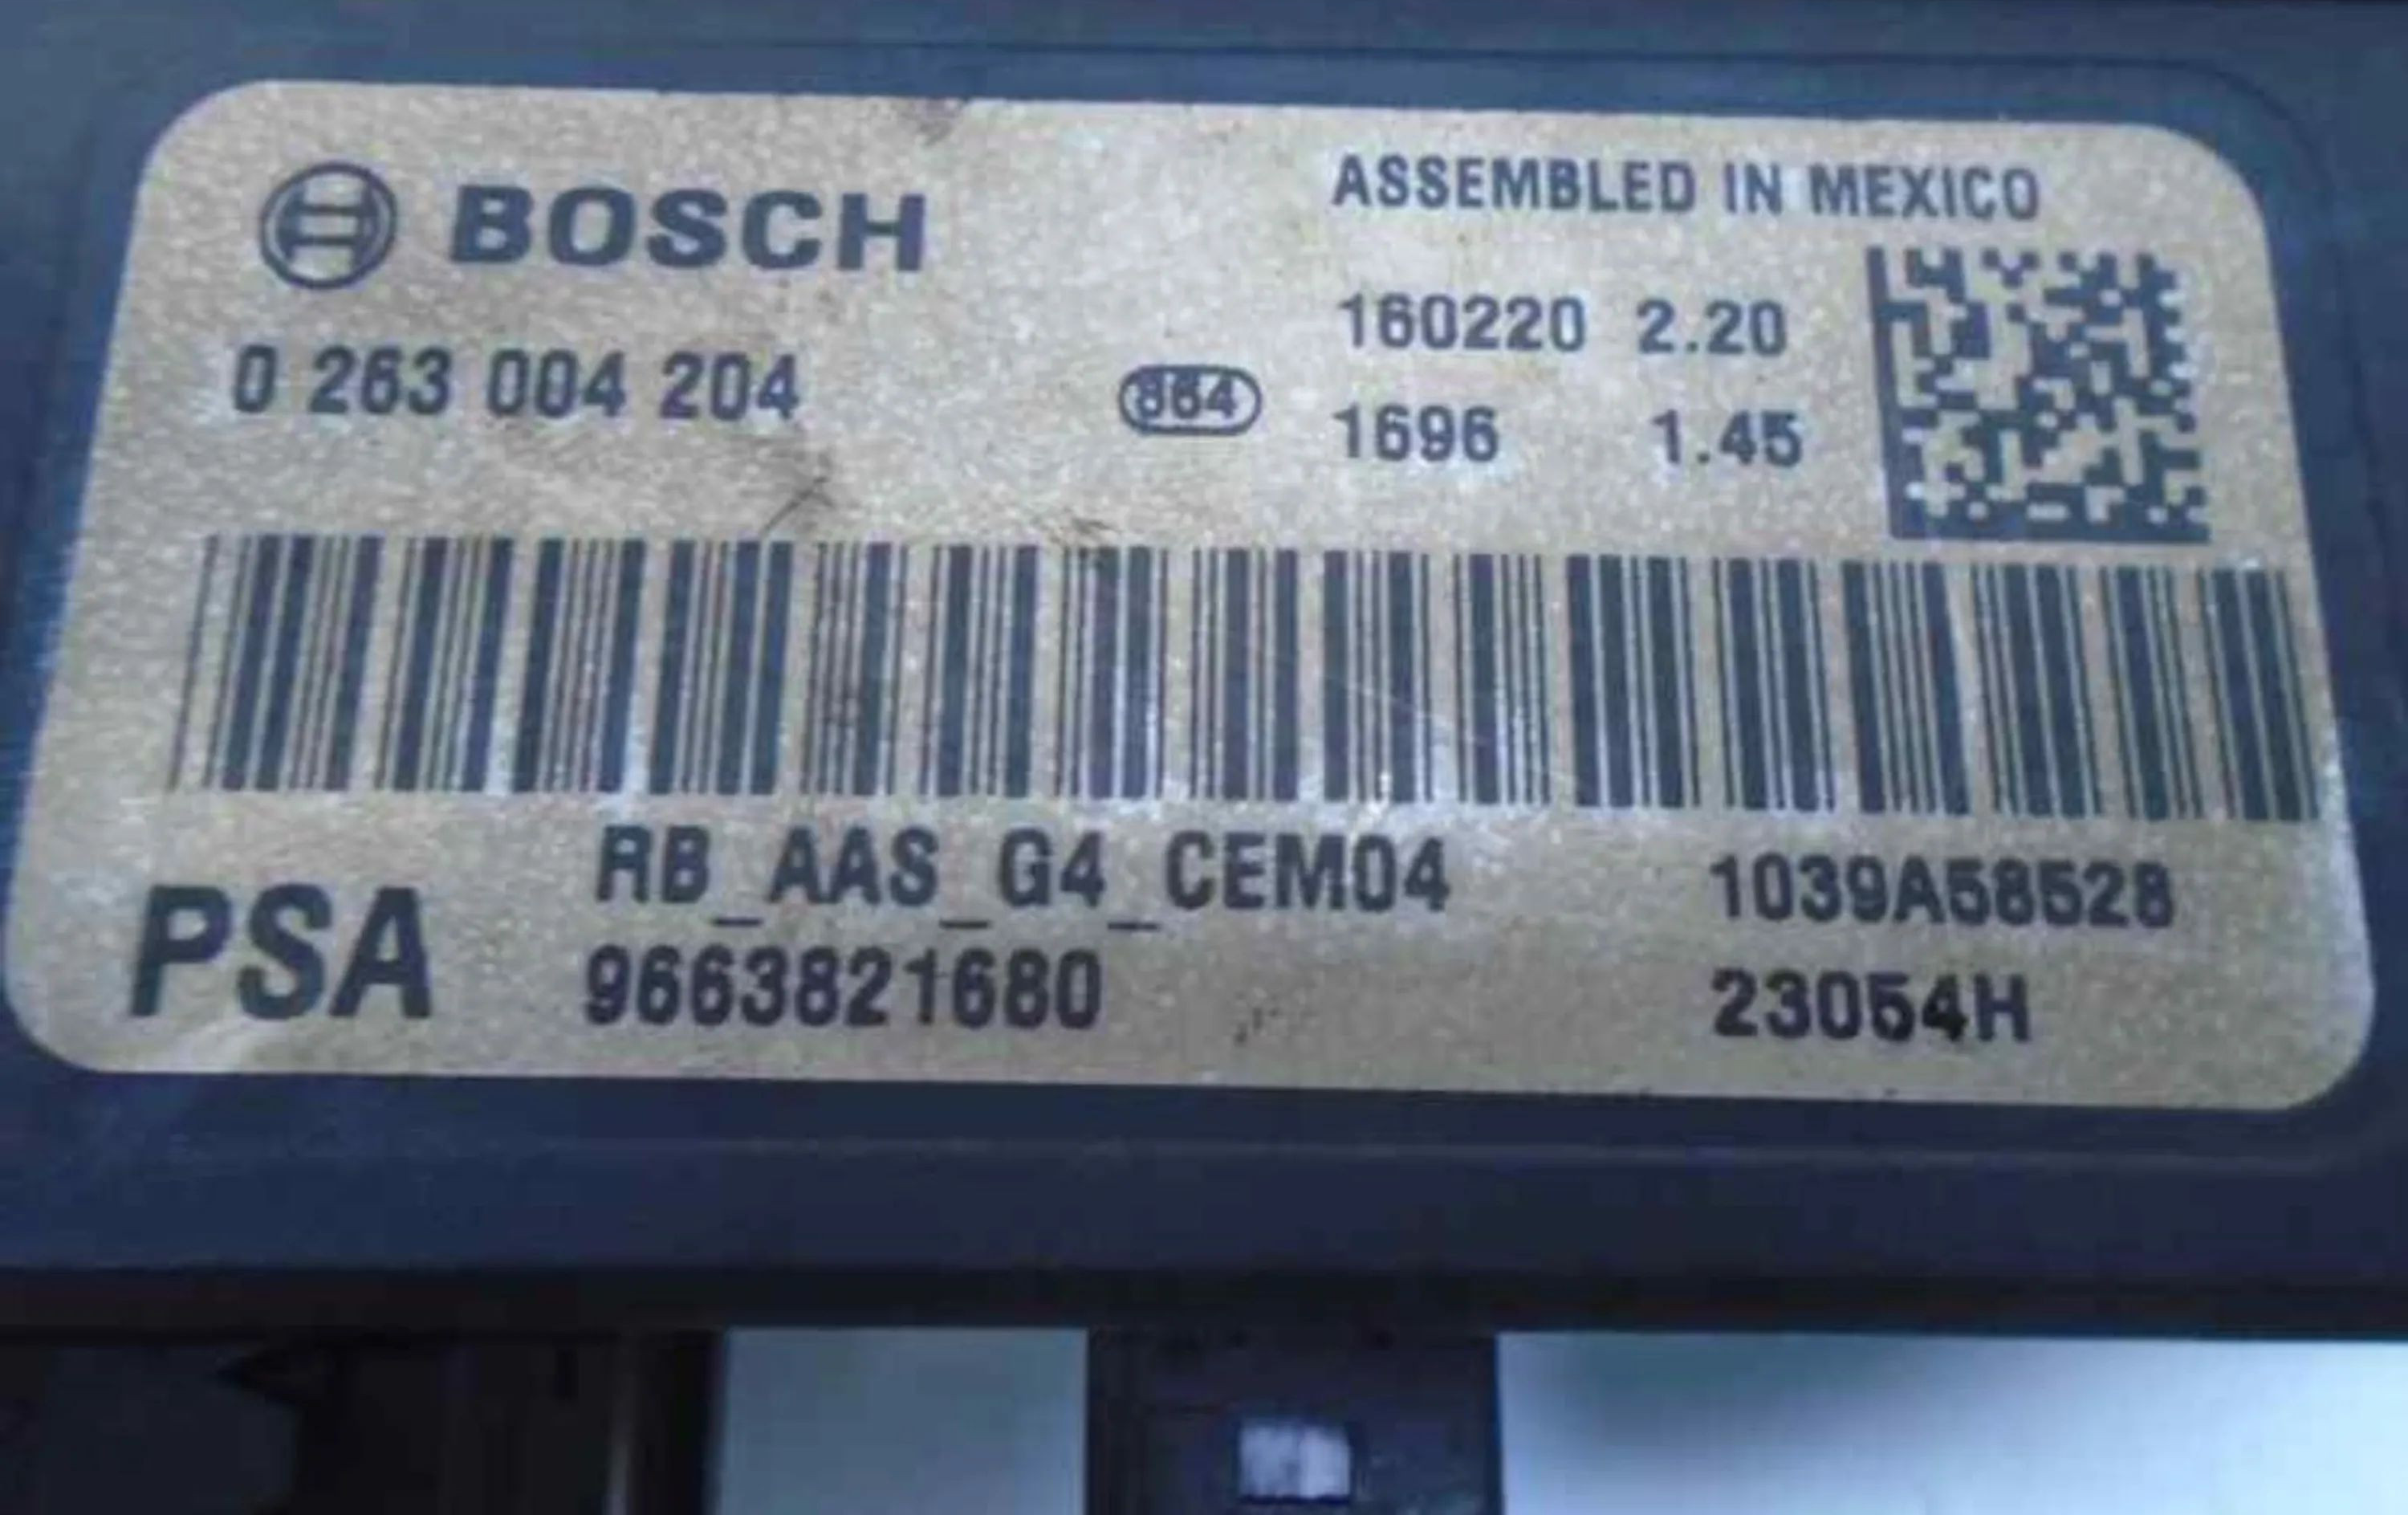 BOSCH
ASSEMBLED IN MEXICO
0 263 004 204
864
160220 2.20
1696 1.45
RB_AAS_G4_CEM04
1039A58528
PSA
9663821680
23054H